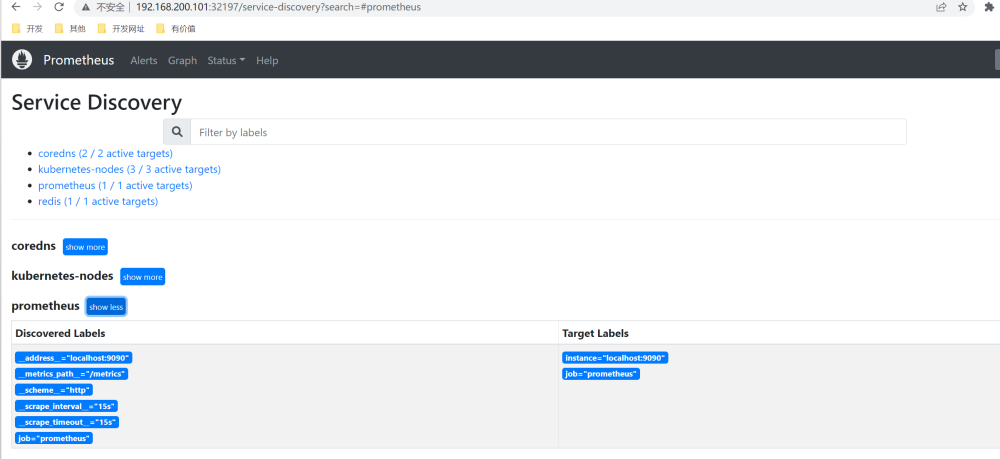 不安全 | 192.168.200.101:32197/service-discovery?search=#prometheus
开发 其他 开发网址 有价值
Prometheus Alerts Graph Status Help
Service Discovery
Filter by labels
coredns (2 / 2 active targets)
kubernetes-nodes (3 / 3 active targets)
prometheus (1 / 1 active targets)
redis (1 / 1 active targets)
coredns show more
kubernetes-nodes show more
prometheus show less
Discovered Labels Target Labels
__address__="localhost:9090" instance="localhost:9090"
__metrics_path__="/metrics" job="prometheus"
__scheme__="http"
__scrape_interval__="15s"
__scrape_timeout__="15s"
job="prometheus"